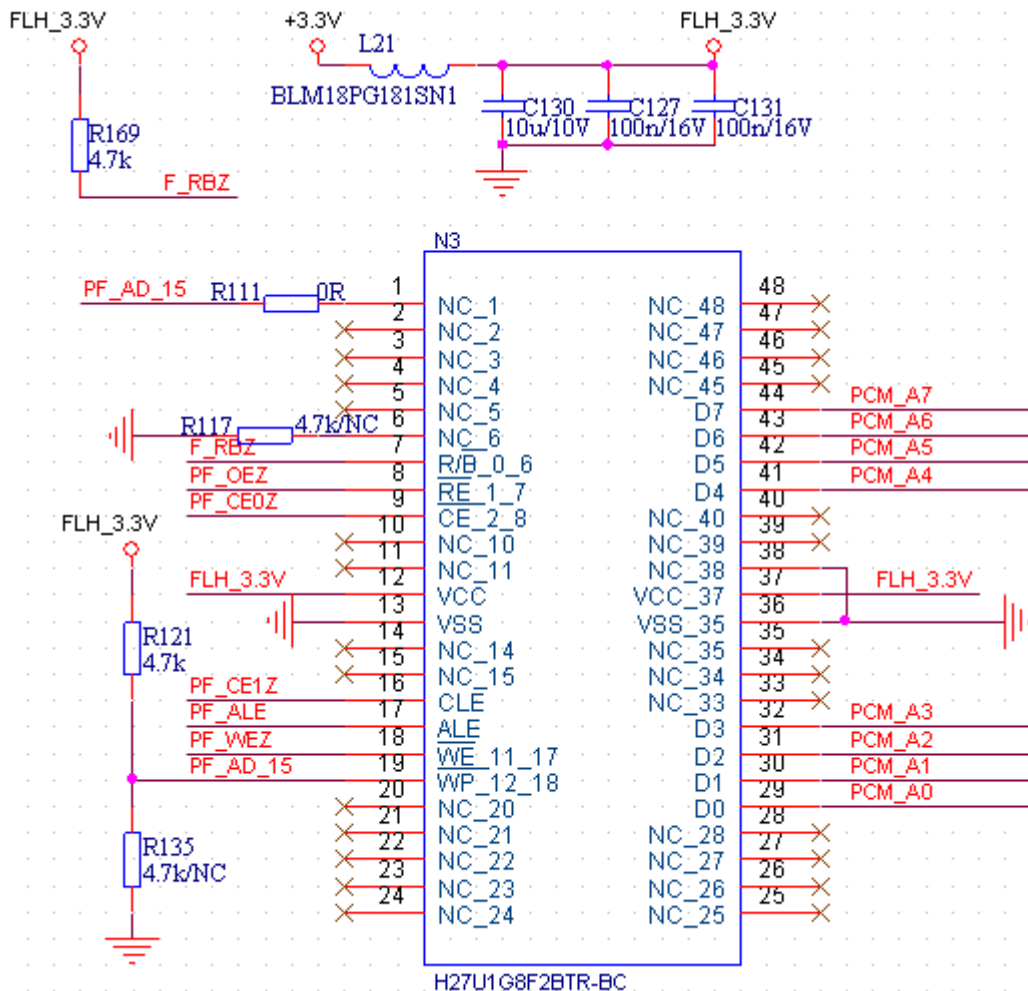 FLH_3.3V
+3.3V
FLH_3.3V
L21
BLM18PG181SN1
C130
10u/10V
C127
100n/16V
C131
100n/16V
R169
4.7k
F_RBZ
N3
PF_AD_15
R111
0R
1
NC_1
2
NC_2
3
NC_3
4
NC_4
5
NC_5
R117
4.7k/NC
6
NC_6
F_RBZ
7
R/B_0_6
PF_OEZ
8
RE_1_7
PF_CE0Z
9
CE_2_8
10
NC_10
11
NC_11
FLH_3.3V
12
VCC
13
VSS
14
NC_14
15
NC_15
PF_CE1Z
16
CLE
PF_ALE
17
ALE
PF_WEZ
18
WE_11_17
PF_AD_15
19
WP_12_18
20
NC_20
21
NC_21
22
NC_22
23
NC_23
24
NC_24
FLH_3.3V
R121
4.7k
R135
4.7k/NC
48
NC_48
47
NC_47
46
NC_46
45
NC_45
44
D7
PCM_A7
43
D6
PCM_A6
42
D5
PCM_A5
41
D4
PCM_A4
40
NC_40
39
NC_39
38
NC_38
37
VCC_37
FLH_3.3V
36
VSS_35
35
NC_35
34
NC_34
33
NC_33
32
D3
PCM_A3
31
D2
PCM_A2
30
D1
PCM_A1
29
D0
PCM_A0
28
NC_28
27
NC_27
26
NC_26
25
NC_25
H27U1G8F2BTR-BC